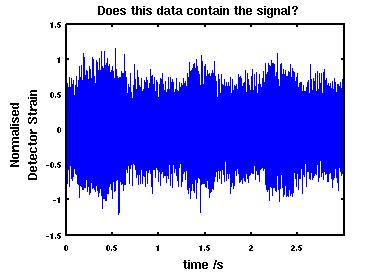 Does this data contain the signal?
1.5
1
0.5
0
-0.5
-1
-1.5
Normalised
Detector Strain
0 0.5 1 1.5 2 2.5
time /s